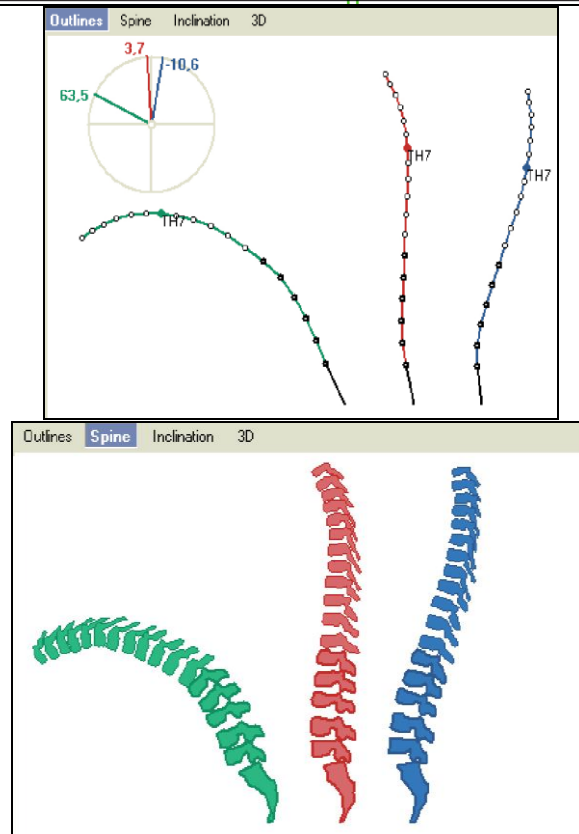 Outlines Spine Inclination 3D
3,7
-10,6
63,5
TH7
TH7
TH7
Outlines Spine Inclination 3D